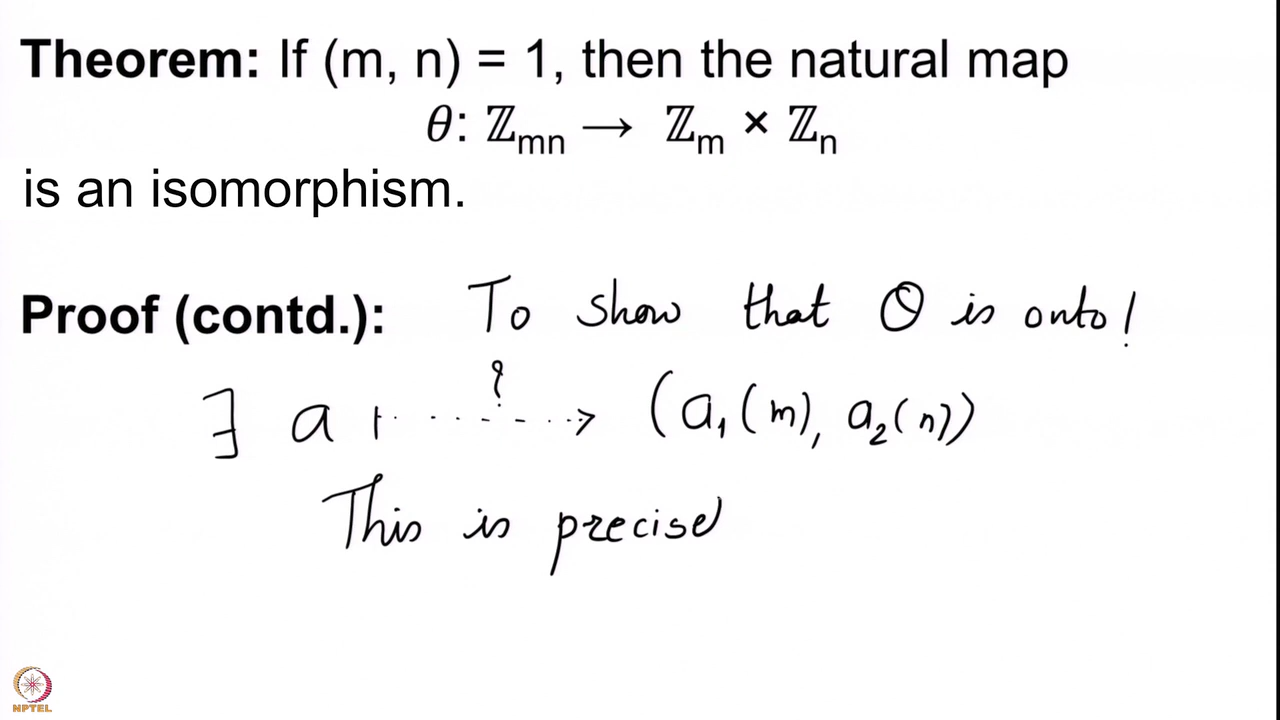 Theorem: If (m, n) = 1, then the natural map
θ: ℤmn → ℤm × ℤn
is an isomorphism.
Proof (contd.): To show that θ is onto!
?
∃ a ↦ (a₁(m), a₂(n))
This is precisel
NPTEL